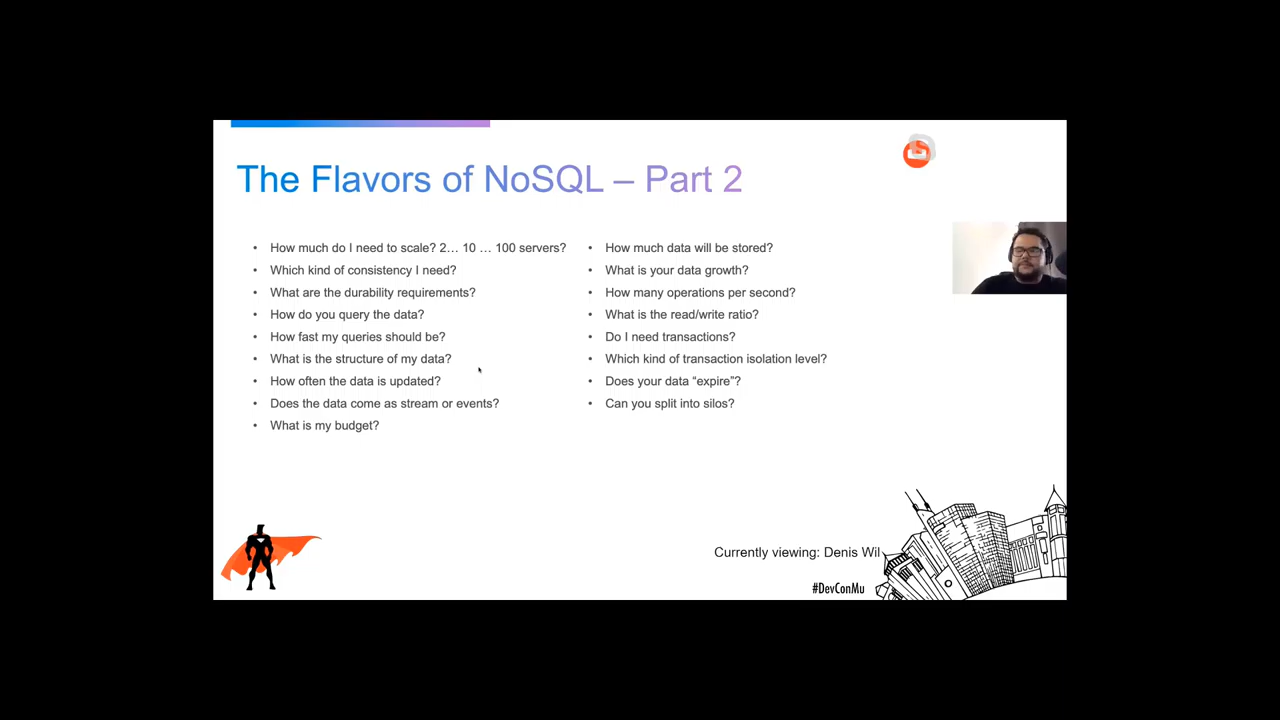 The Flavors of NoSQL – Part 2
• How much do I need to scale? 2… 10 … 100 servers?
• Which kind of consistency I need?
• What are the durability requirements?
• How do you query the data?
• How fast my queries should be?
• What is the structure of my data?
• How often the data is updated?
• Does the data come as stream or events?
• What is my budget?
• How much data will be stored?
• What is your data growth?
• How many operations per second?
• What is the read/write ratio?
• Do I need transactions?
• Which kind of transaction isolation level?
• Does your data “expire”?
• Can you split into silos?
Currently viewing: Denis Wil
#DevConMu